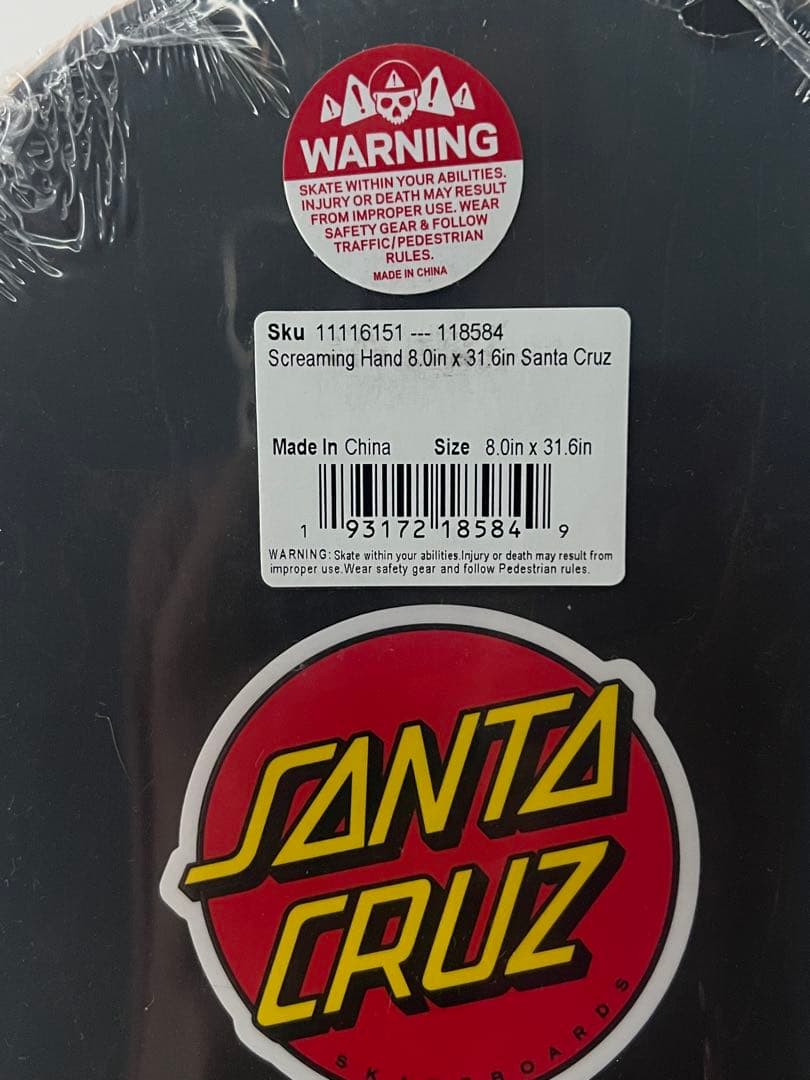 WARNING
SKATE WITHIN YOUR ABILITIES.
INJURY OR DEATH MAY RESULT
FROM IMPROPER USE. WEAR
SAFETY GEAR & FOLLOW
TRAFFIC/PEDESTRIAN
RULES.
MADE IN CHINA
Sku 11116151 --- 118584
Screaming Hand 8.0in x 31.6in Santa Cruz
Made In China Size 8.0in x 31.6in
1 93172 18584 9
WARNING: Skate within your abilities.Injury or death may result from
improper use.Wear safety gear and follow Pedestrian rules.
SANTA
CRUZ